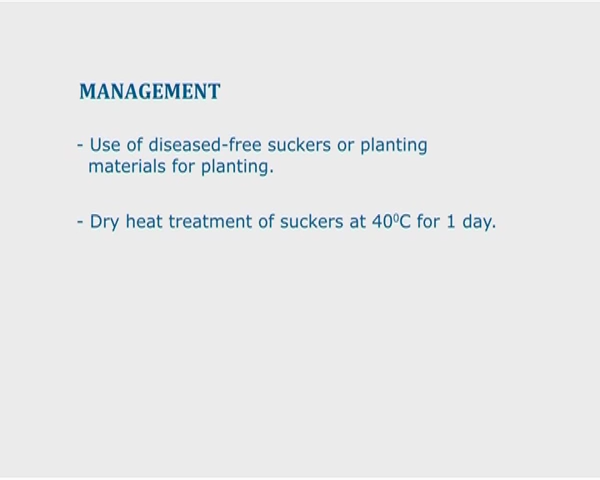 MANAGEMENT
- Use of diseased-free suckers or planting
materials for planting.
- Dry heat treatment of suckers at 40⁰C for 1 day.